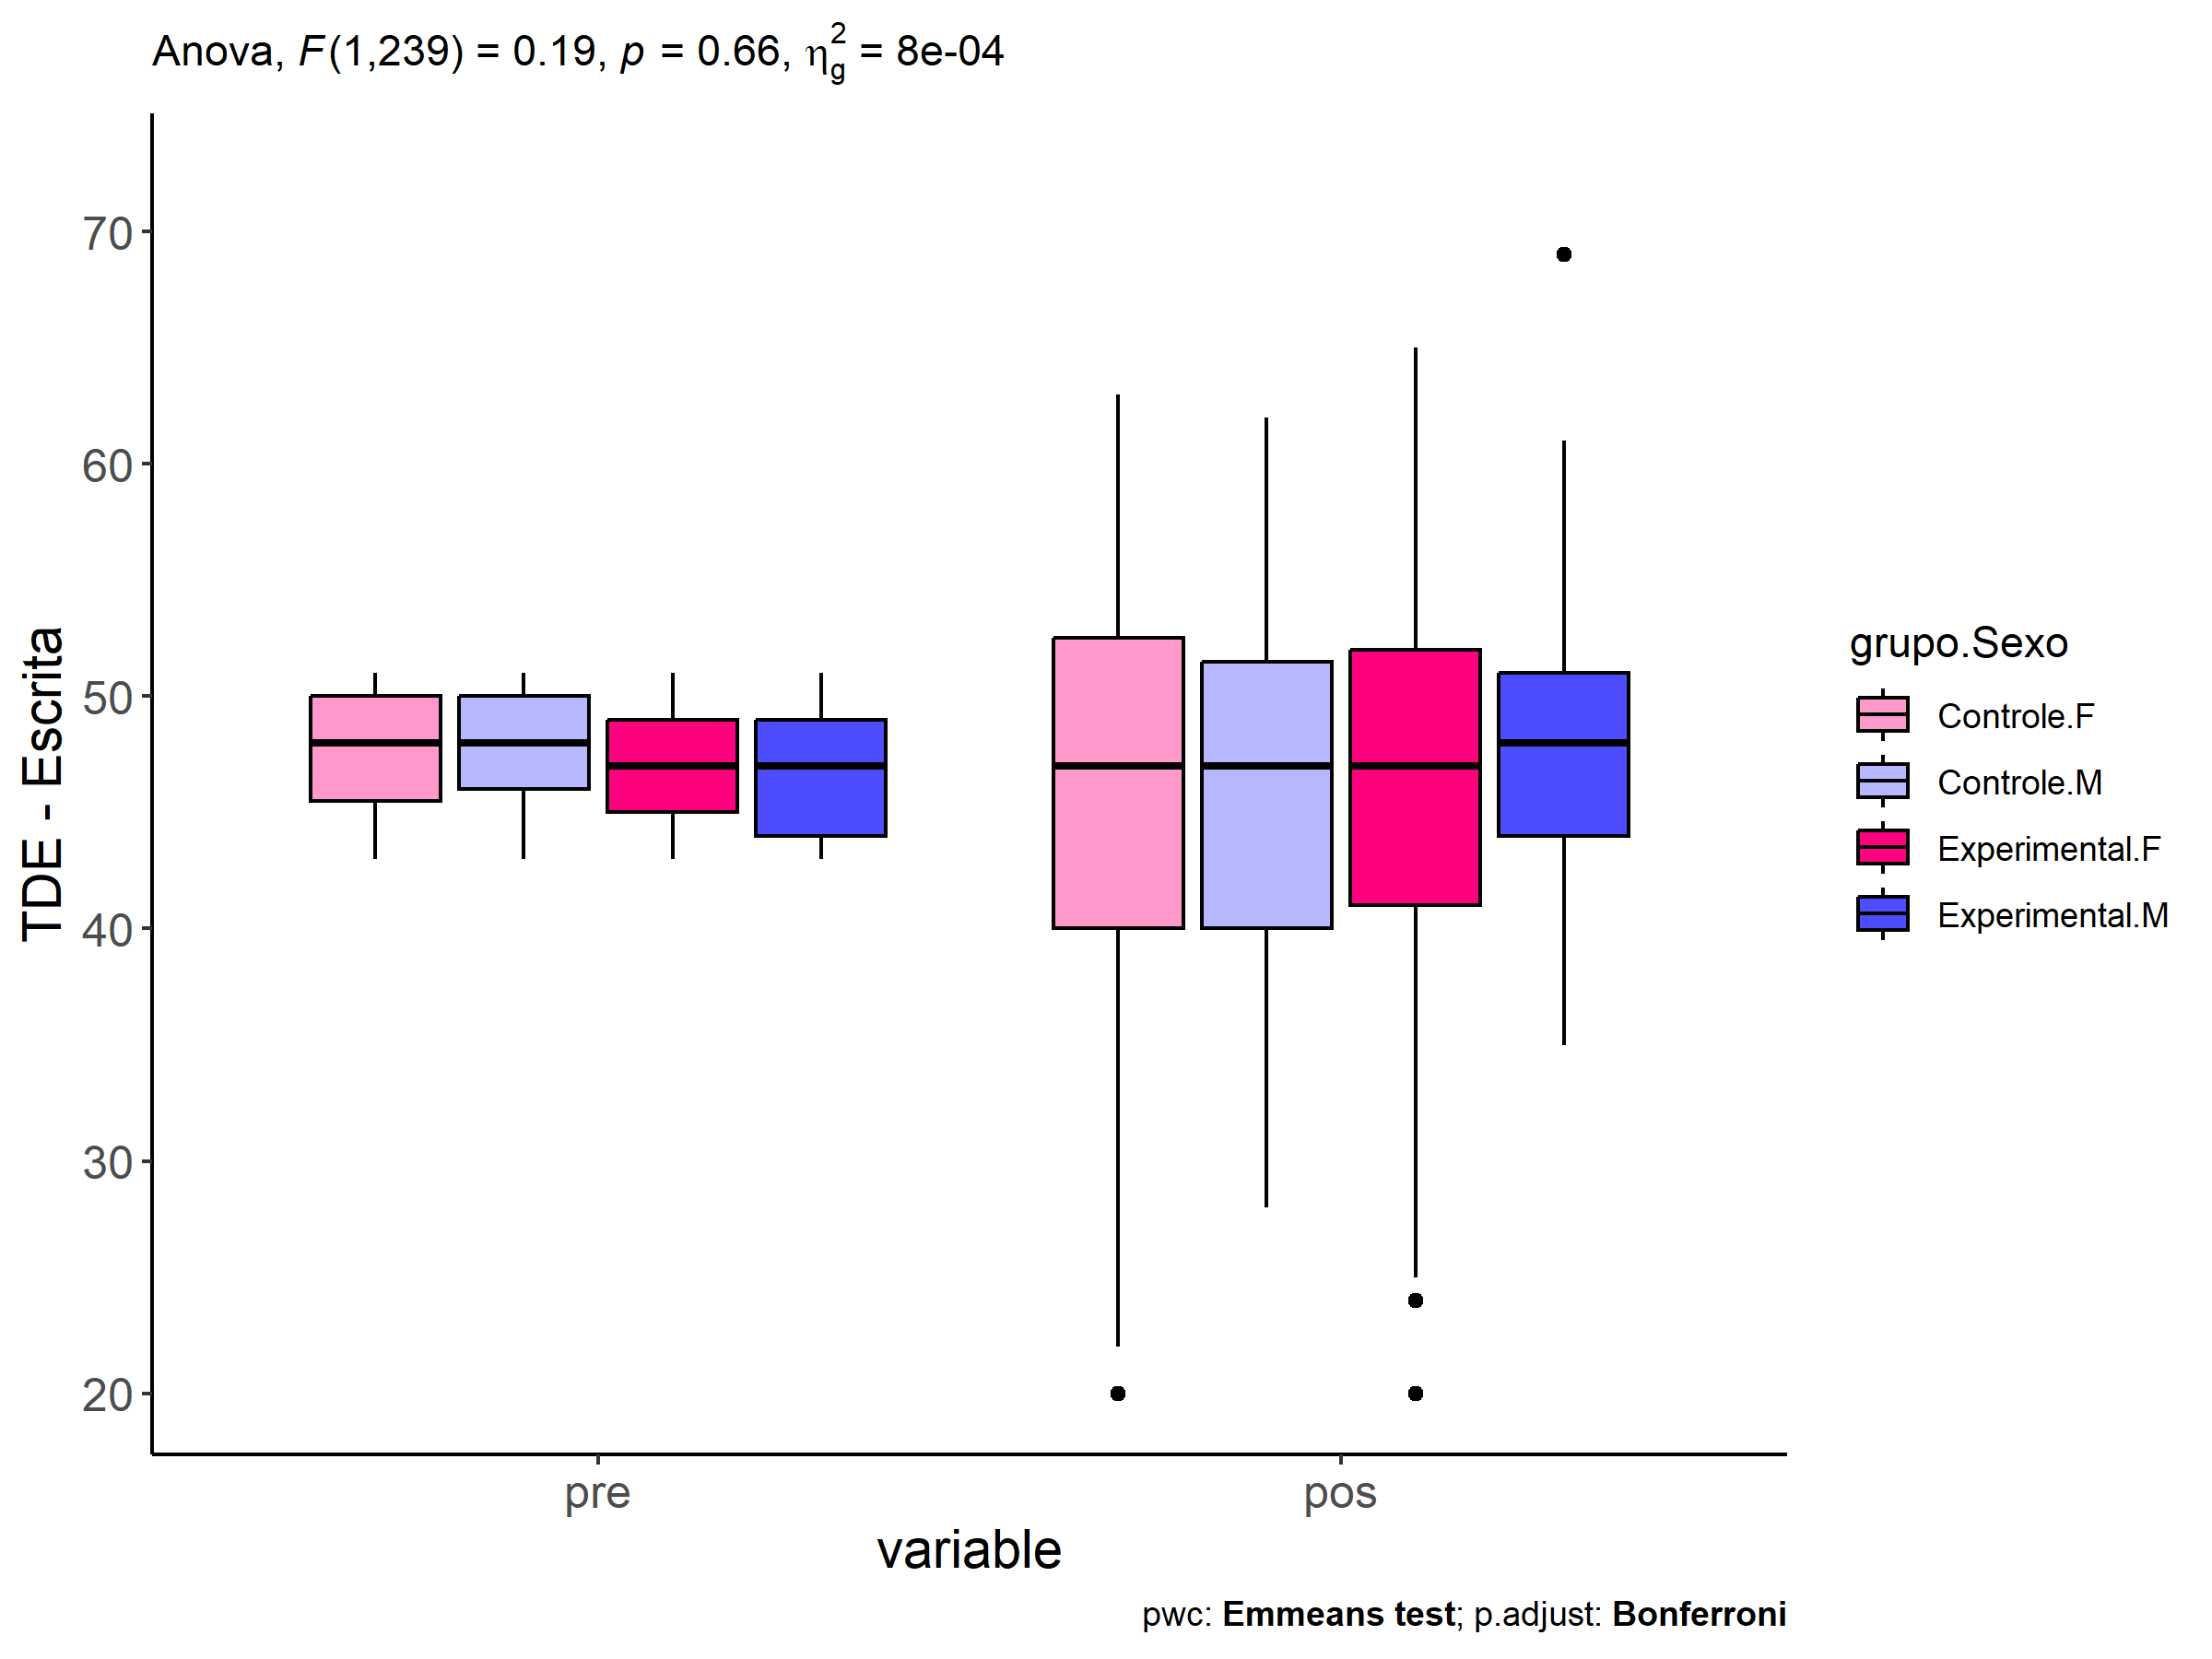 Anova, F(1,239) = 0.19, p = 0.66, η²g = 8e-04
TDE - Escrita
70
60
50
40
30
20
pre
pos
variable
grupo.Sexo
Controle.F
Controle.M
Experimental.F
Experimental.M
pwc: Emmeans test; p.adjust: Bonferroni